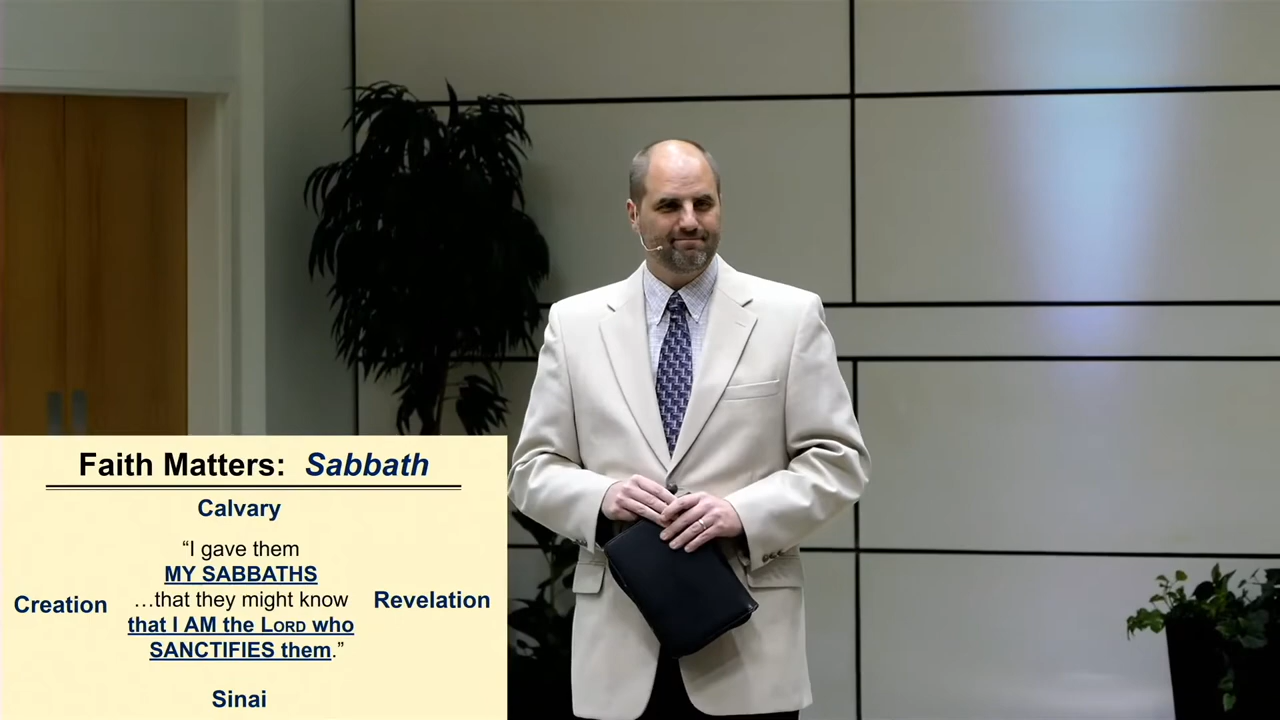 Faith Matters: Sabbath
Calvary
“I gave them
MY SABBATHS
Creation
…that they might know
Revelation
that I AM the LORD who
SANCTIFIES them.”
Sinai